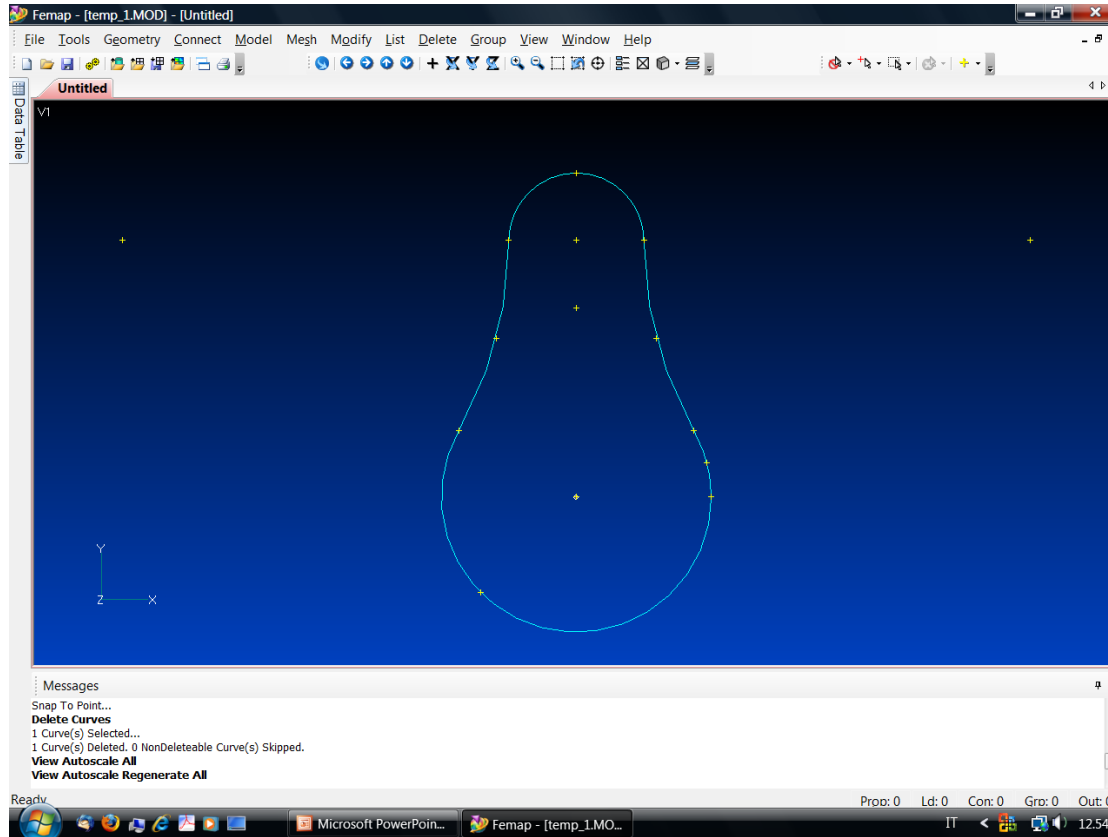 Femap - [temp_1.MOD] - [Untitled]
File Tools Geometry Connect Model Mesh Modify List Delete Group View Window Help
Untitled
Data Table
V1
Y
Z X
Messages
Snap To Point...
Delete Curves
1 Curve(s) Selected...
1 Curve(s) Deleted. 0 NonDeleteable Curve(s) Skipped.
View Autoscale All
View Autoscale Regenerate All
Ready Prop: 0 Ld: 0 Con: 0 Grp: 0 Out: 0
Microsoft PowerPoin... Femap - [temp_1.MO... IT 12.54